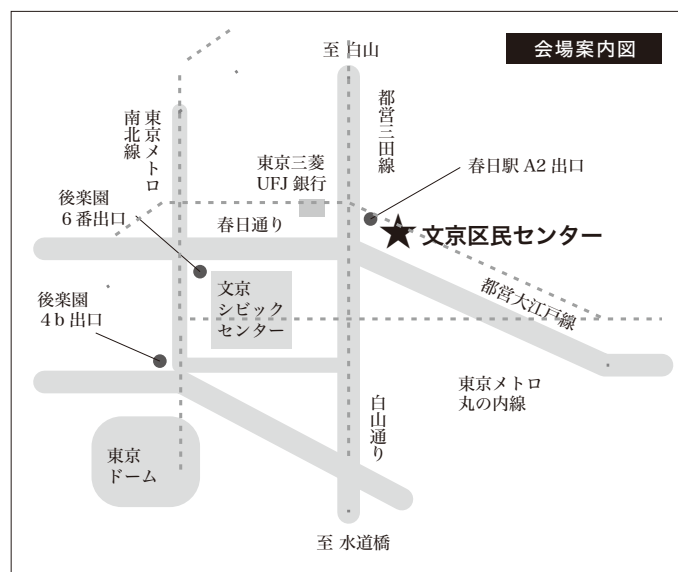 会場案内図
至 白山
都営三田線
東京メトロ
南北線
東京三菱
UFJ 銀行
春日駅 A2 出口
後楽園
6 番出口
春日通り
文京区民センター
後楽園
4 b 出口
文京
シビック
センター
都営大江戸線
東京メトロ
丸の内線
白山通り
東京
ドーム
至 水道橋